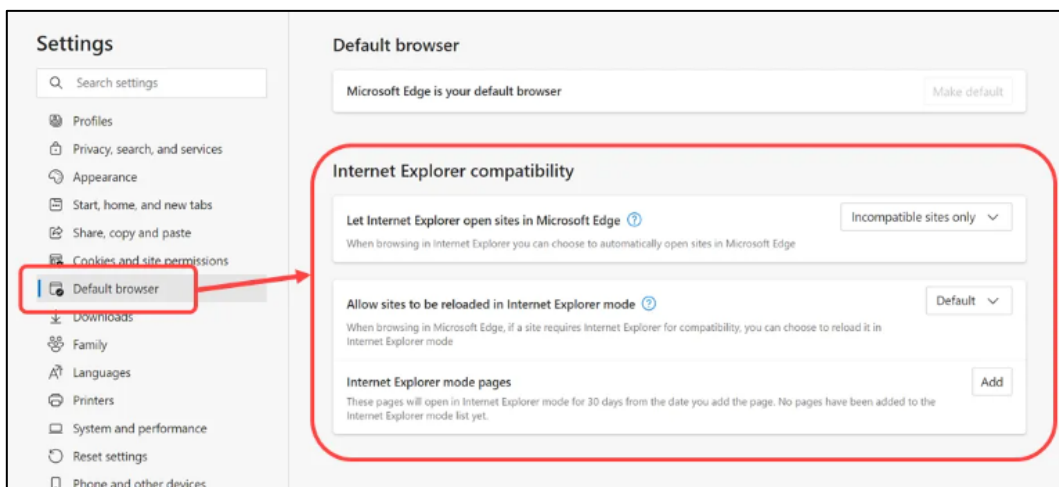 Settings
Search settings
Profiles
Privacy, search, and services
Appearance
Start, home, and new tabs
Share, copy and paste
Cookies and site permissions
Default browser
Downloads
Family
Languages
Printers
System and performance
Reset settings
Phone and other devices
Default browser
Microsoft Edge is your default browser
Make default
Internet Explorer compatibility
Let Internet Explorer open sites in Microsoft Edge
Incompatible sites only
When browsing in Internet Explorer you can choose to automatically open sites in Microsoft Edge
Allow sites to be reloaded in Internet Explorer mode
Default
When browsing in Microsoft Edge, if a site requires Internet Explorer for compatibility, you can choose to reload it in
Internet Explorer mode
Internet Explorer mode pages
Add
These pages will open in Internet Explorer mode for 30 days from the date you add the page. No pages have been added to the
Internet Explorer mode list yet.